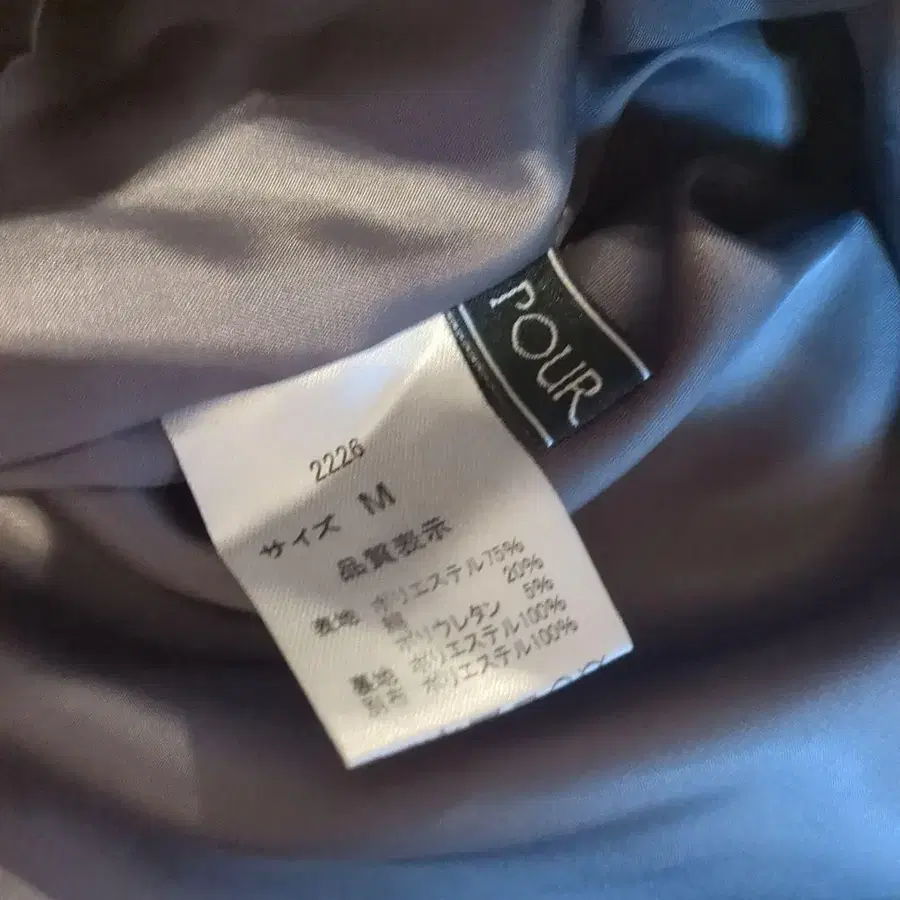 POUR
2226
サイズ M
品質表示
表地 ポリエステル75%
綿 20%
ポリウレタン 5%
裏地 ポリエステル100%
別布 ポリエステル100%